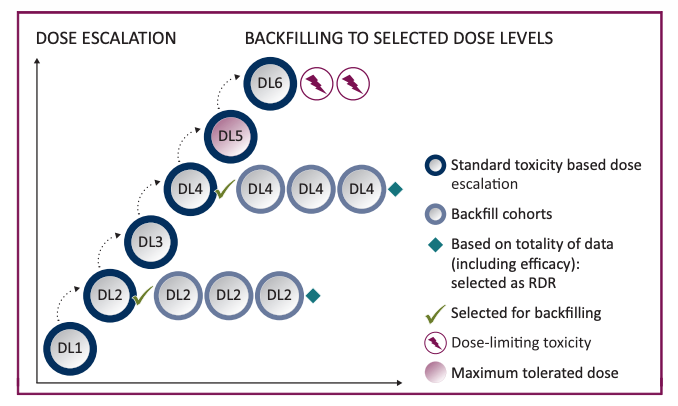 DOSE ESCALATION
BACKFILLING TO SELECTED DOSE LEVELS
DL6
DL5
DL4 DL4 DL4 DL4
DL3
DL2 DL2 DL2 DL2
DL1
Standard toxicity based dose
escalation
Backfill cohorts
Based on totality of data
(including efficacy):
selected as RDR
Selected for backfilling
Dose-limiting toxicity
Maximum tolerated dose